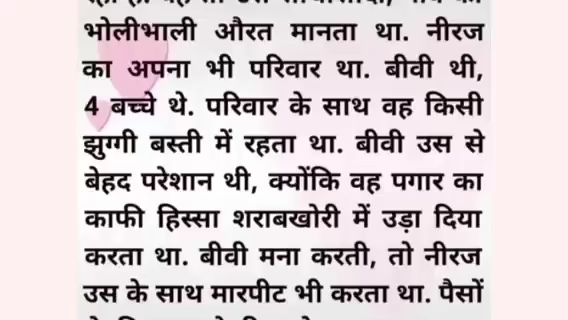 भोलीभाली औरत मानता था. नीरज
का अपना भी परिवार था. बीवी थी,
4 बच्चे थे. परिवार के साथ वह किसी
झुग्गी बस्ती में रहता था. बीवी उस से
बेहद परेशान थी, क्योंकि वह पगार का
काफी हिस्सा शराबखोरी में उड़ा दिया
करता था. बीवी मना करती, तो नीरज
उस के साथ मारपीट भी करता था. पैसों